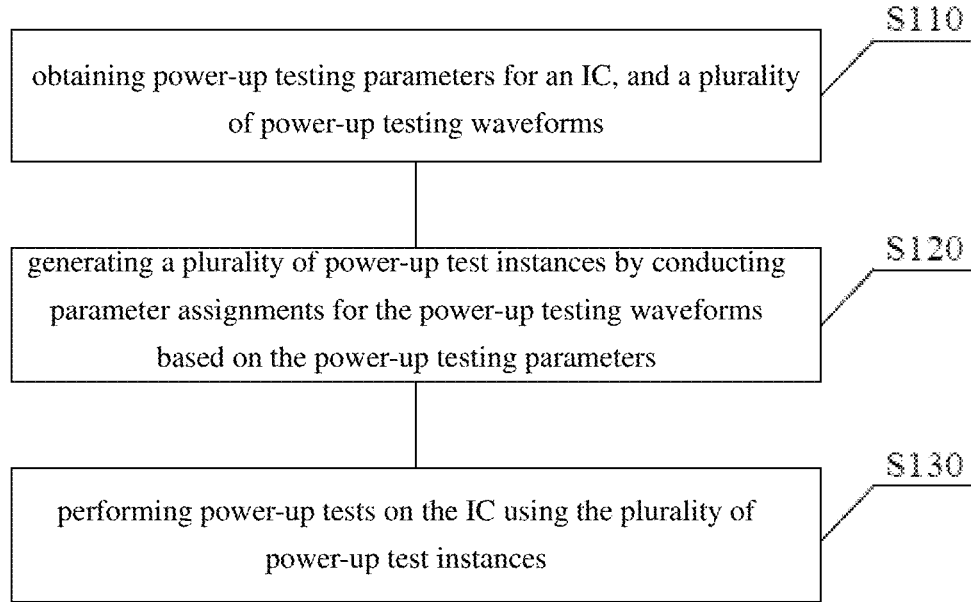 S110
obtaining power-up testing parameters for an IC, and a plurality
of power-up testing waveforms
S120
generating a plurality of power-up test instances by conducting
parameter assignments for the power-up testing waveforms
based on the power-up testing parameters
S130
performing power-up tests on the IC using the plurality of
power-up test instances